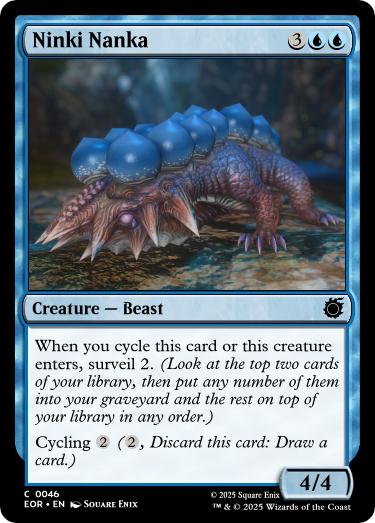 Ninki Nanka 3
Creature — Beast
When you cycle this card or this creature
enters, surveil 2. (Look at the top two cards
of your library, then put any number of them
into your graveyard and the rest on top of
your library in any order.)
Cycling 2 (2, Discard this card: Draw a
card.)
4/4
C 0046
EOR • EN Square Enix
© 2025 Square Enix
™ & © 2025 Wizards of the Coast